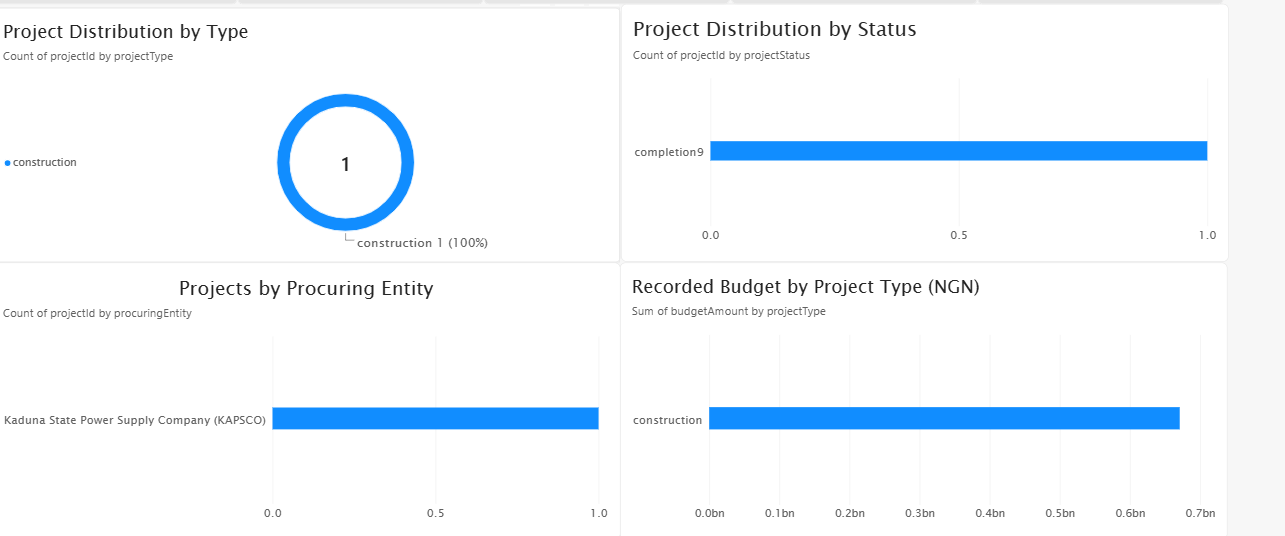 Project Distribution by Type
Count of projectId by projectType
construction
1
construction 1 (100%)
Project Distribution by Status
Count of projectId by projectStatus
completion9
0.0 0.5 1.0
Projects by Procuring Entity
Count of projectId by procuringEntity
Kaduna State Power Supply Company (KAPSCO)
0.0 0.5 1.0
Recorded Budget by Project Type (NGN)
Sum of budgetAmount by projectType
construction
0.0bn 0.1bn 0.2bn 0.3bn 0.4bn 0.5bn 0.6bn 0.7bn